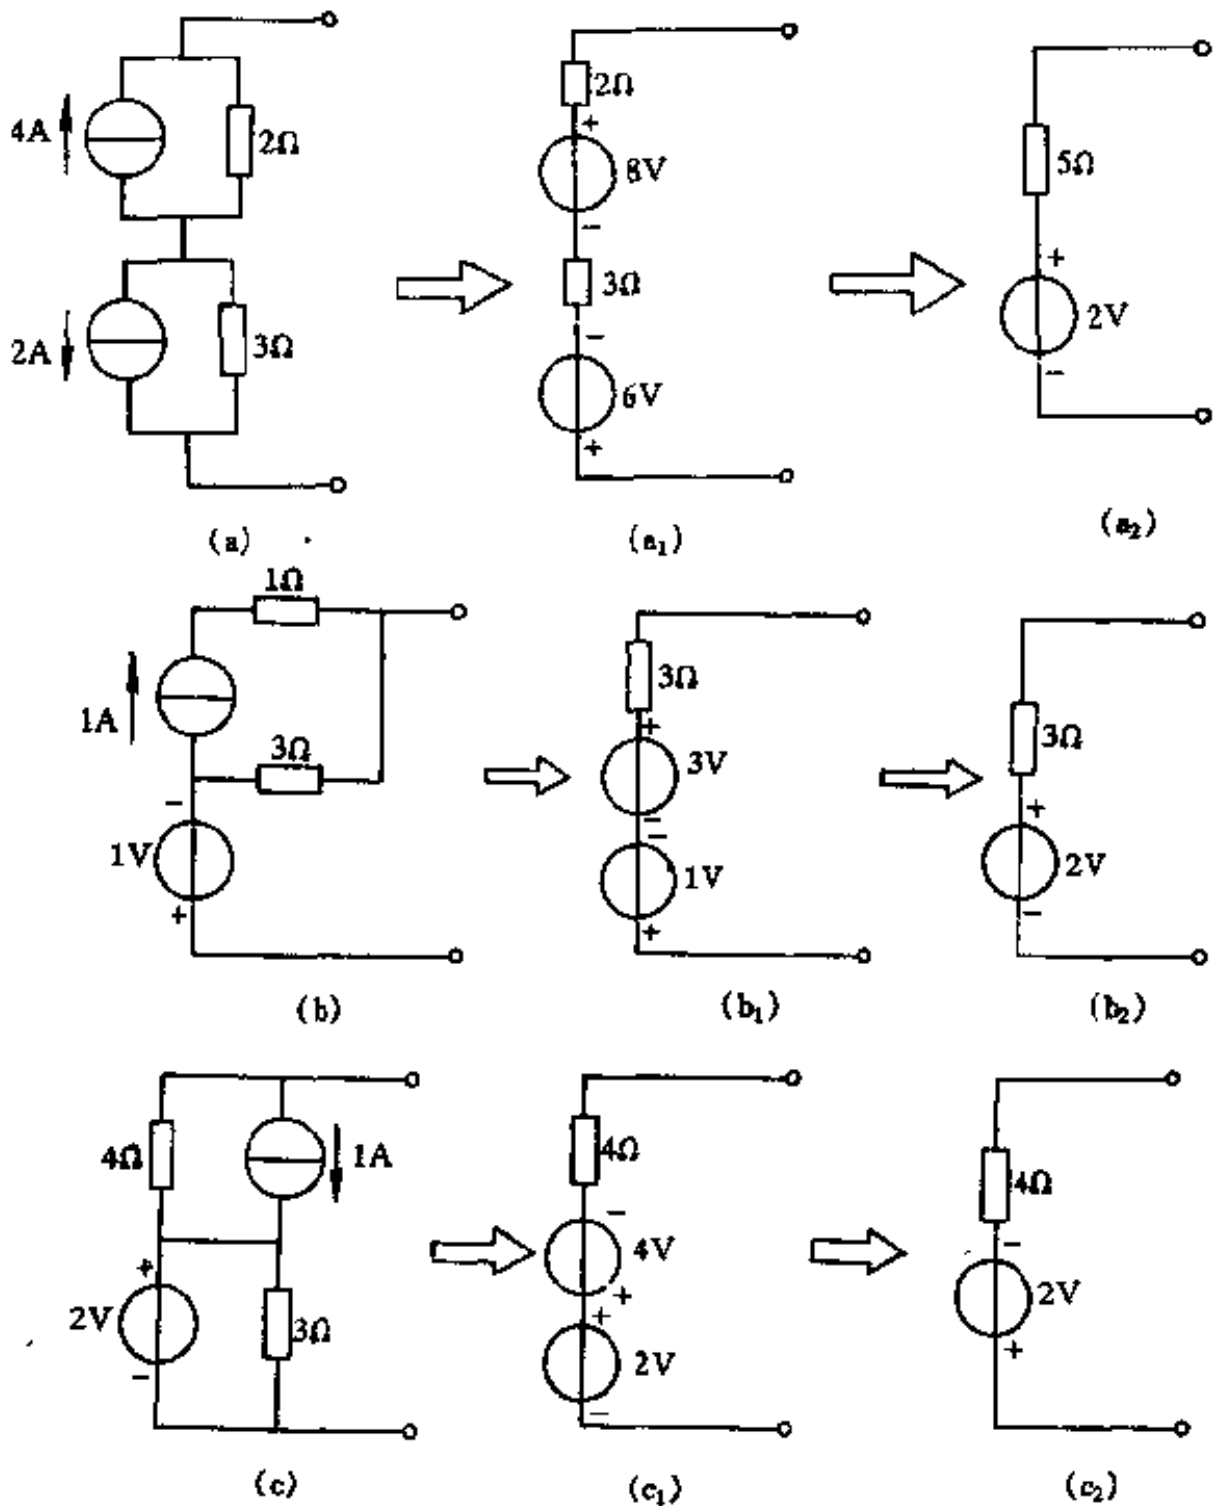 4A
2Ω
2A
3Ω
(a)
2Ω
+
8V
−
3Ω
−
6V
+
(a₁)
5Ω
+
2V
−
(a₂)
1Ω
1A
3Ω
−
1V
+
(b)
3Ω
+
3V
−
−
1V
+
(b₁)
3Ω
+
2V
−
(b₂)
4Ω
1A
+
2V
−
3Ω
(c)
4Ω
−
4V
+
+
2V
−
(c₁)
4Ω
−
2V
+
(c₂)